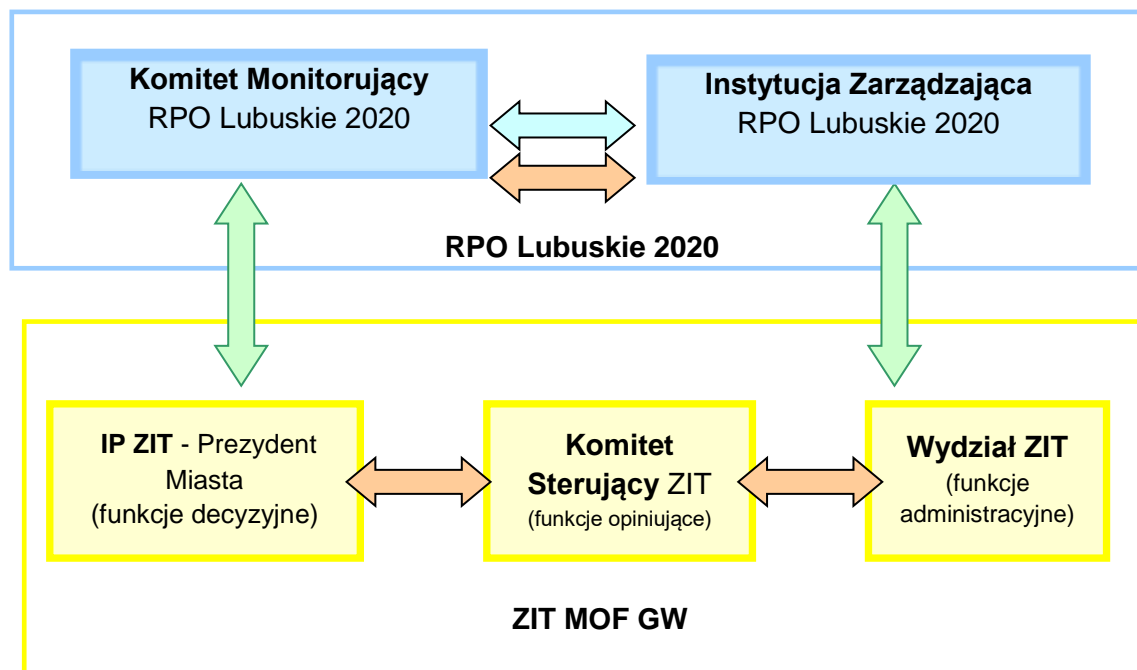 Komitet Monitorujący
RPO Lubuskie 2020
Instytucja Zarządzająca
RPO Lubuskie 2020
RPO Lubuskie 2020
IP ZIT - Prezydent
Miasta
(funkcje decyzyjne)
Komitet
Sterujący ZIT
(funkcje opiniujące)
Wydział ZIT
(funkcje
administracyjne)
ZIT MOF GW